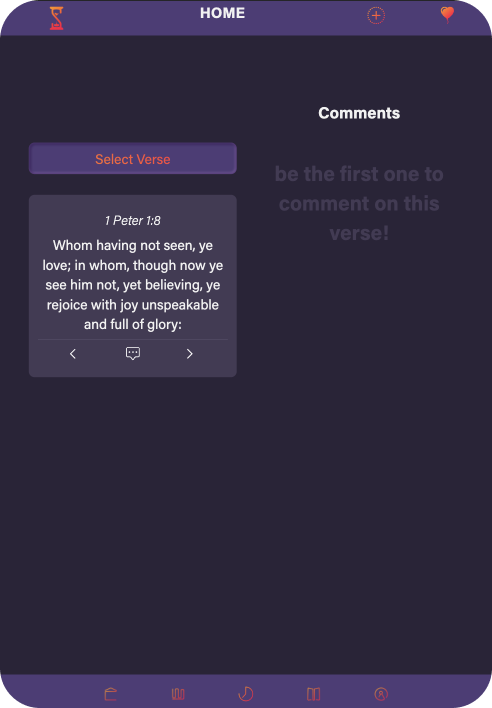 HOME
Select Verse
1 Peter 1:8
Whom having not seen, ye
love; in whom, though now ye
see him not, yet believing, ye
rejoice with joy unspeakable
and full of glory:
Comments
be the first one to
comment on this
verse!